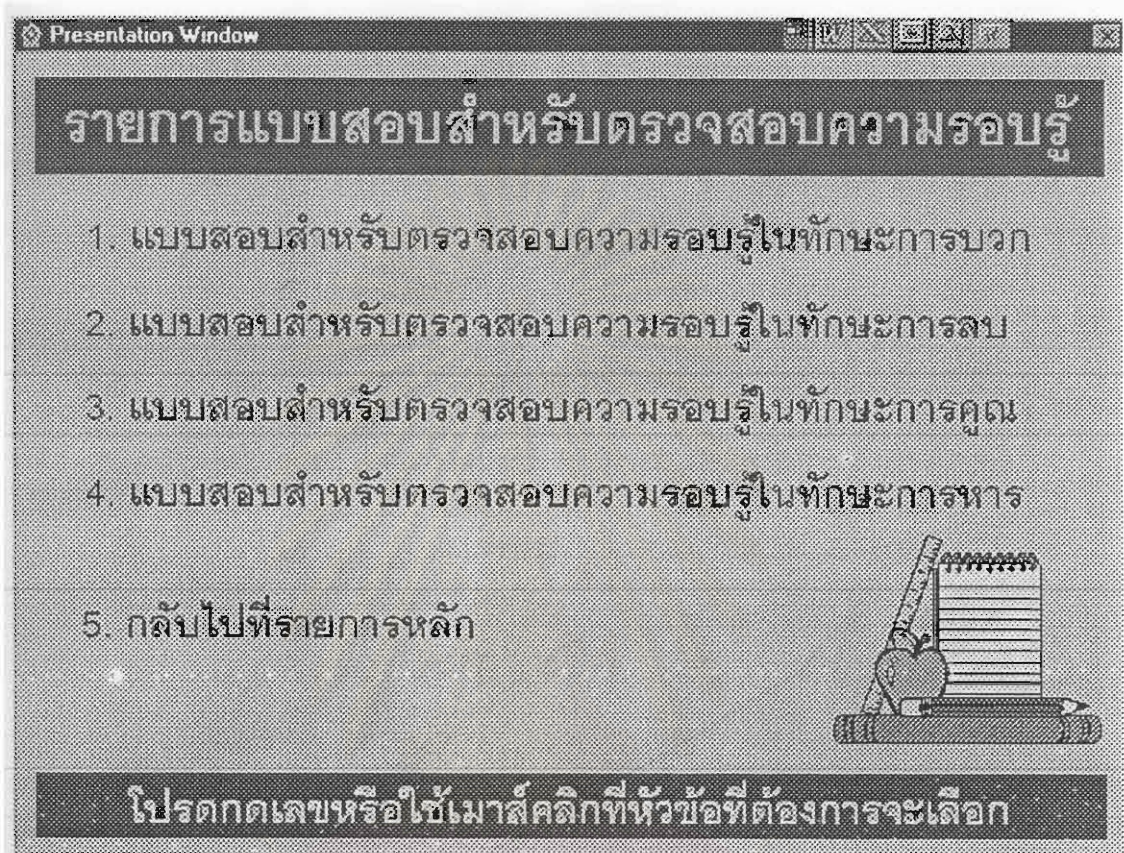 Presentation Window
รายการแบบสอบสำหรับตรวจสอบความรอบรู้
1. แบบสอบสำหรับตรวจสอบความรอบรู้ในทักษะการบวก
2. แบบสอบสำหรับตรวจสอบความรอบรู้ในทักษะการลบ
3. แบบสอบสำหรับตรวจสอบความรอบรู้ในทักษะการคูณ
4. แบบสอบสำหรับตรวจสอบความรอบรู้ในทักษะการหาร
5. กลับไปที่รายการหลัก
โปรดกดเลขหรือใช้เมาส์คลิกที่หัวข้อที่ต้องการจะเลือก